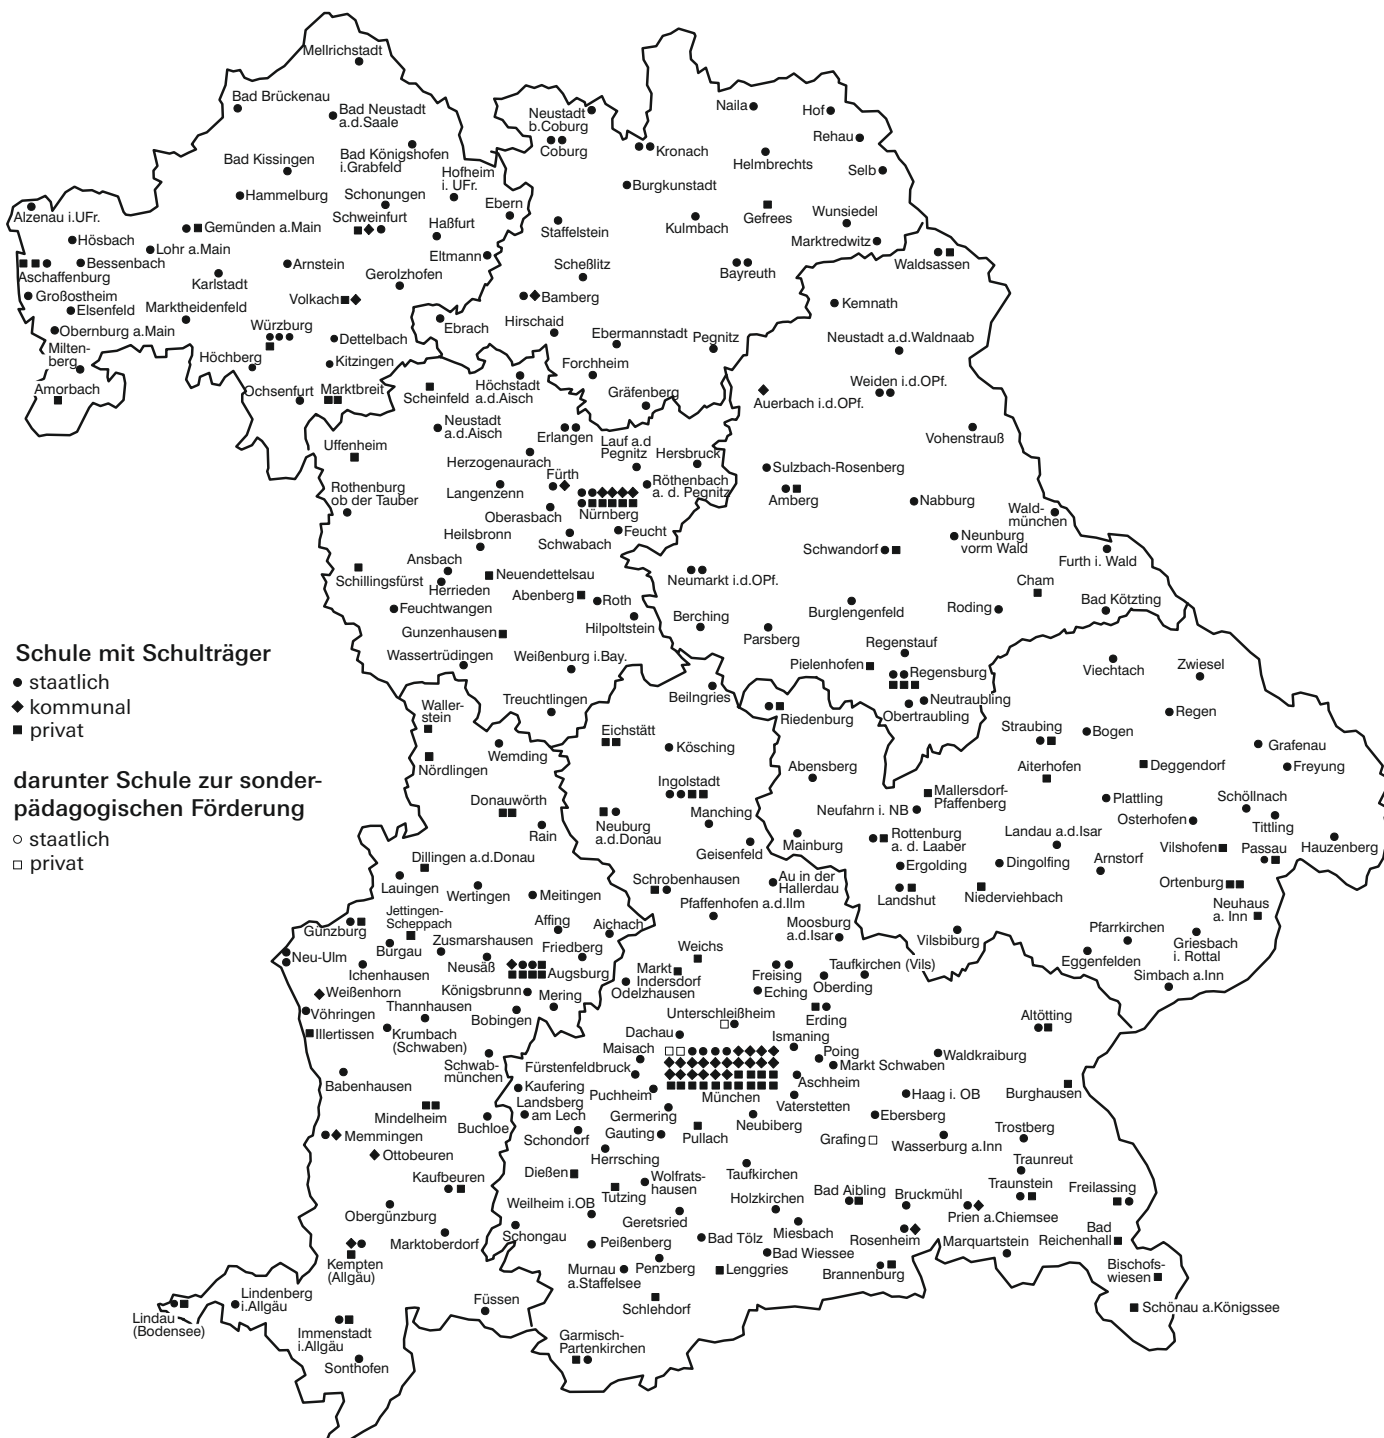 Mellrichstadt
Bad Brückenau
Bad Neustadt
a.d.Saale
Neustadt
b.Coburg
Naila
Hof
Coburg
Kronach
Rehau
Bad Kissingen
Bad Königshofen
i.Grabfeld
Helmbrechts
Hofheim
i. UFr.
Selb
Hammelburg
Schonungen
Burgkunstadt
Alzenau i.UFr.
Schweinfurt
Ebern
Gefrees
Wunsiedel
Gemünden a.Main
Haßfurt
Staffelstein
Kulmbach
Hösbach
Lohr a.Main
Marktredwitz
Bessenbach
Arnstein
Eltmann
Waldsassen
Aschaffenburg
Karlstadt
Gerolzhofen
Scheßlitz
Bayreuth
Großostheim
Elsenfeld
Marktheidenfeld
Volkach
Bamberg
Kemnath
Obernburg a.Main
Würzburg
Dettelbach
Ebrach
Hirschaid
Ebermannstadt
Pegnitz
Neustadt a.d.Waldnaab
Milten-
berg
Höchberg
Kitzingen
Forchheim
Amorbach
Ochsenfurt
Marktbreit
Scheinfeld
Höchstadt
a.d.Aisch
Gräfenberg
Auerbach i.d.OPf.
Weiden i.d.OPf.
Neustadt
a.d.Aisch
Erlangen
Lauf a.d
Pegnitz
Hersbruck
Vohenstrauß
Uffenheim
Herzogenaurach
Fürth
Sulzbach-Rosenberg
Rothenburg
ob der Tauber
Langenzenn
Röthenbach
a. d. Pegnitz
Amberg
Nabburg
Oberasbach
Nürnberg
Wald-
münchen
Heilsbronn
Schwabach
Feucht
Neunburg
vorm Wald
Schwandorf
Furth i. Wald
Ansbach
Schillingsfürst
Herrieden
Neuendettelsau
Neumarkt i.d.OPf.
Cham
Abenberg
Roth
Feuchtwangen
Hilpoltstein
Berching
Burglengenfeld
Roding
Bad Kötzting
Gunzenhausen
Parsberg
Regenstauf
Wassertrüdingen
Weißenburg i.Bay.
Pielenhofen
Regensburg
Viechtach
Zwiesel
Schule mit Schulträger
staatlich
kommunal
privat
darunter Schule zur sonder-
pädagogischen Förderung
staatlich
privat
Treuchtlingen
Beilngries
Riedenburg
Neutraubling
Obertraubling
Regen
Waller-
stein
Eichstätt
Kösching
Straubing
Bogen
Grafenau
Wemding
Nördlingen
Abensberg
Aiterhofen
Deggendorf
Freyung
Ingolstadt
Mallersdorf-
Pfaffenberg
Plattling
Schöllnach
Donauwörth
Neuburg
a.d.Donau
Manching
Neufahrn i. NB
Osterhofen
Tittling
Rain
Geisenfeld
Mainburg
Rottenburg
a. d. Laaber
Landau a.d.Isar
Vilshofen
Passau
Hauzenberg
Dillingen a.d.Donau
Ergolding
Dingolfing
Arnstorf
Lauingen
Schrobenhausen
Au in der
Hallerdau
Landshut
Niederviehbach
Ortenburg
Wertingen
Meitingen
Pfaffenhofen a.d.Ilm
Neuhaus
a. Inn
Günzburg
Jettingen-
Scheppach
Affing
Aichach
Moosburg
a.d.Isar
Vilsbiburg
Pfarrkirchen
Griesbach
i. Rottal
Burgau
Zusmarshausen
Friedberg
Weichs
Eggenfelden
Neu-Ulm
Ichenhausen
Neusäß
Augsburg
Markt
Indersdorf
Freising
Taufkirchen (Vils)
Oberding
Simbach a.Inn
Weißenhorn
Königsbrunn
Odelzhausen
Eching
Vöhringen
Thannhausen
Mering
Bobingen
Unterschleißheim
Erding
Altötting
Illertissen
Krumbach
(Schwaben)
Dachau
Ismaning
Maisach
Poing
Waldkraiburg
Schwab-
münchen
Fürstenfeldbruck
Markt Schwaben
Babenhausen
Kaufering
Puchheim
München
Aschheim
Haag i. OB
Burghausen
Mindelheim
Landsberg
am Lech
Germering
Vaterstetten
Ebersberg
Buchloe
Schondorf
Gauting
Pullach
Neubiberg
Grafing
Wasserburg a.Inn
Trostberg
Memmingen
Ottobeuren
Herrsching
Taufkirchen
Traunreut
Kaufbeuren
Dießen
Tutzing
Wolfrats-
hausen
Bad Aibling
Bruckmühl
Traunstein
Freilassing
Obergünzburg
Weilheim i.OB
Geretsried
Holzkirchen
Prien a.Chiemsee
Marktoberdorf
Schongau
Peißenberg
Bad Tölz
Miesbach
Rosenheim
Marquartstein
Bad
Reichenhall
Kempten
(Allgäu)
Murnau
a.Staffelsee
Penzberg
Lenggries
Bad Wiessee
Brannenburg
Bischofs-
wiesen
Lindenberg
i.Allgäu
Füssen
Schlehdorf
Schönau a.Königssee
Lindau
(Bodensee)
Immenstadt
i.Allgäu
Garmisch-
Partenkirchen
Sonthofen